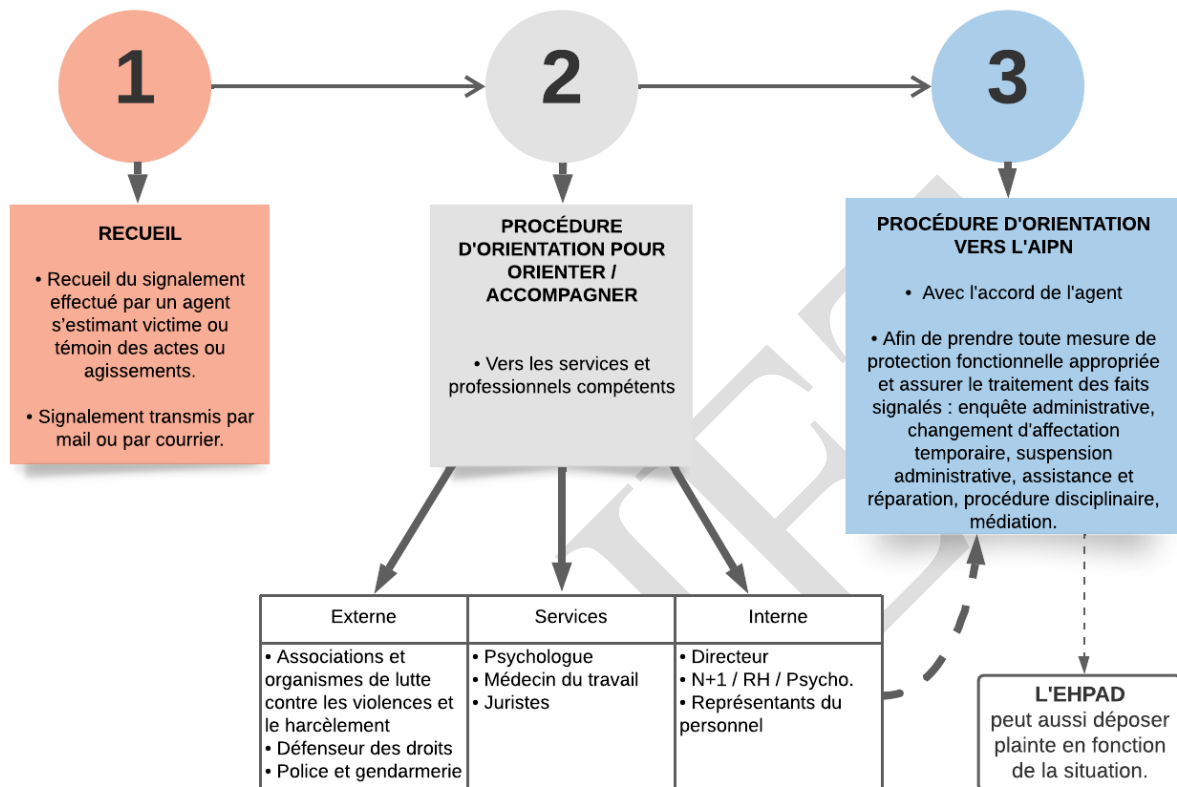 1
2
3
RECUEIL
• Recueil du signalement
effectué par un agent
s’estimant victime ou
témoin des actes ou
agissements.
• Signalement transmis par
mail ou par courrier.
PROCÉDURE
D'ORIENTATION POUR
ORIENTER /
ACCOMPAGNER
• Vers les services et
professionnels compétents
PROCÉDURE D'ORIENTATION
VERS L'AIPN
• Avec l'accord de l'agent
• Afin de prendre toute mesure de
protection fonctionnelle appropriée
et assurer le traitement des faits
signalés : enquête administrative,
changement d'affectation
temporaire, suspension
administrative, assistance et
réparation, procédure disciplinaire,
médiation.
Externe
• Associations et
organismes de lutte
contre les violences et
le harcèlement
• Défenseur des droits
• Police et gendarmerie
Services
• Psychologue
• Médecin du travail
• Juristes
Interne
• Directeur
• N+1 / RH / Psycho.
• Représentants du
personnel
L'EHPAD
peut aussi déposer
plainte en fonction
de la situation.